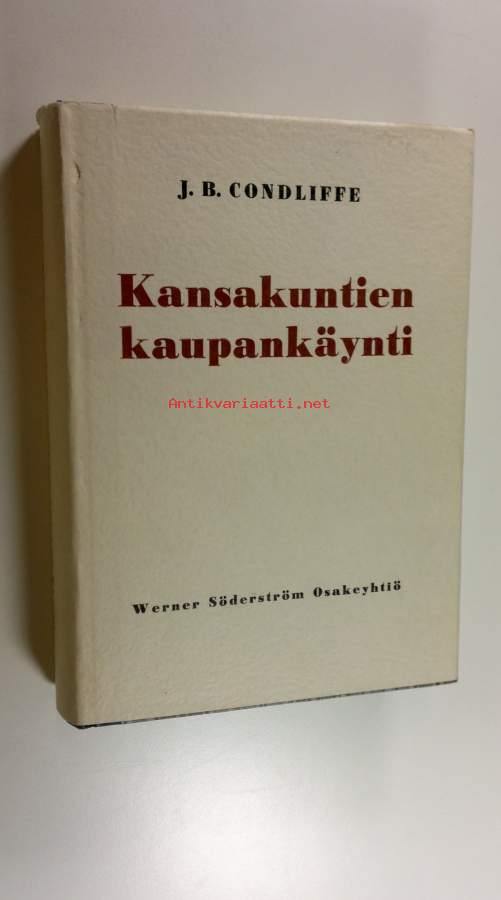 J. B. CONDLIFFE
Kansakuntien
kaupankäynti
Antikvariaatti.net
Werner Söderström Osakeyhtiö